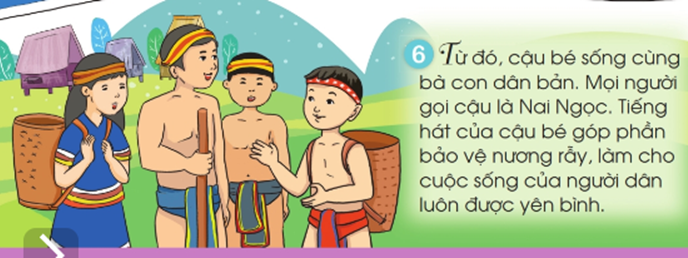 6 Từ đó, cậu bé sống cùng
bà con dân bản. Mọi người
gọi cậu là Nai Ngọc. Tiếng
hát của cậu bé góp phần
bảo vệ nương rẫy, làm cho
cuộc sống của người dân
luôn được yên bình.